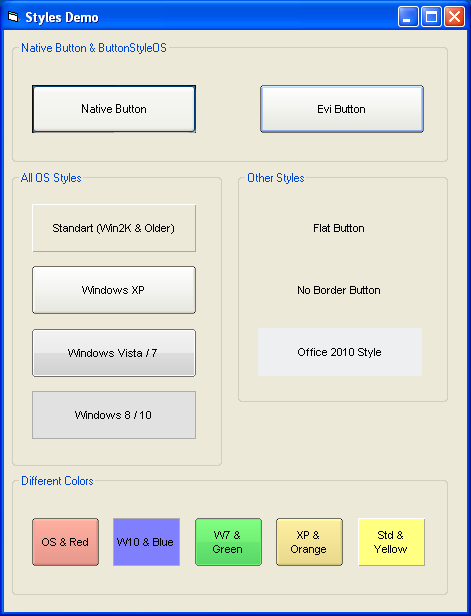 Styles Demo
Native Button & ButtonStyleOS
Native Button
Evi Button
All OS Styles
Standart (Win2K & Older)
Windows XP
Windows Vista / 7
Windows 8 / 10
Other Styles
Flat Button
No Border Button
Office 2010 Style
Different Colors
OS & Red
W10 & Blue
W7 &
Green
XP &
Orange
Std &
Yellow